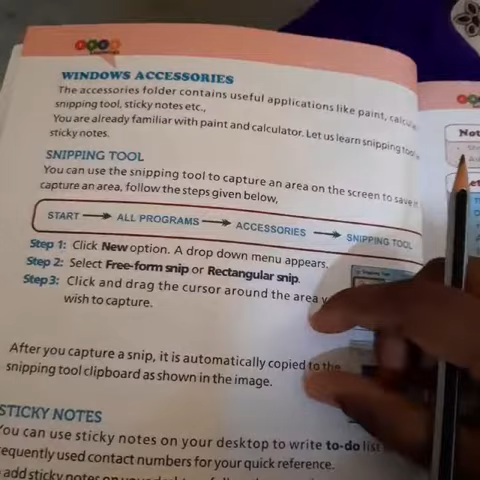 WINDOWS ACCESSORIES
The accessories folder contains useful applications like paint,
snipping tool, sticky notes etc.,
You are already familiar with paint and calculator. Let us learn snipping
sticky notes.
SNIPPING TOOL
You can use the snipping tool to capture an area on the screen to save
capture an area, follow the steps given below,
START ALL PROGRAMS ACCESSORIES SNIPPING TOOL
Step 1: Click New option. A drop down menu appears.
Step 2: Select Free-form snip or Rectangular snip.
Step3: Click and drag the cursor around the area
wish to capture.
After you capture a snip, it is automatically copied to the
snipping tool clipboard as shown in the image.
STICKY NOTES
You can use sticky notes on your desktop to write to-do list
equently used contact numbers for your quick reference.
add sticky notes on